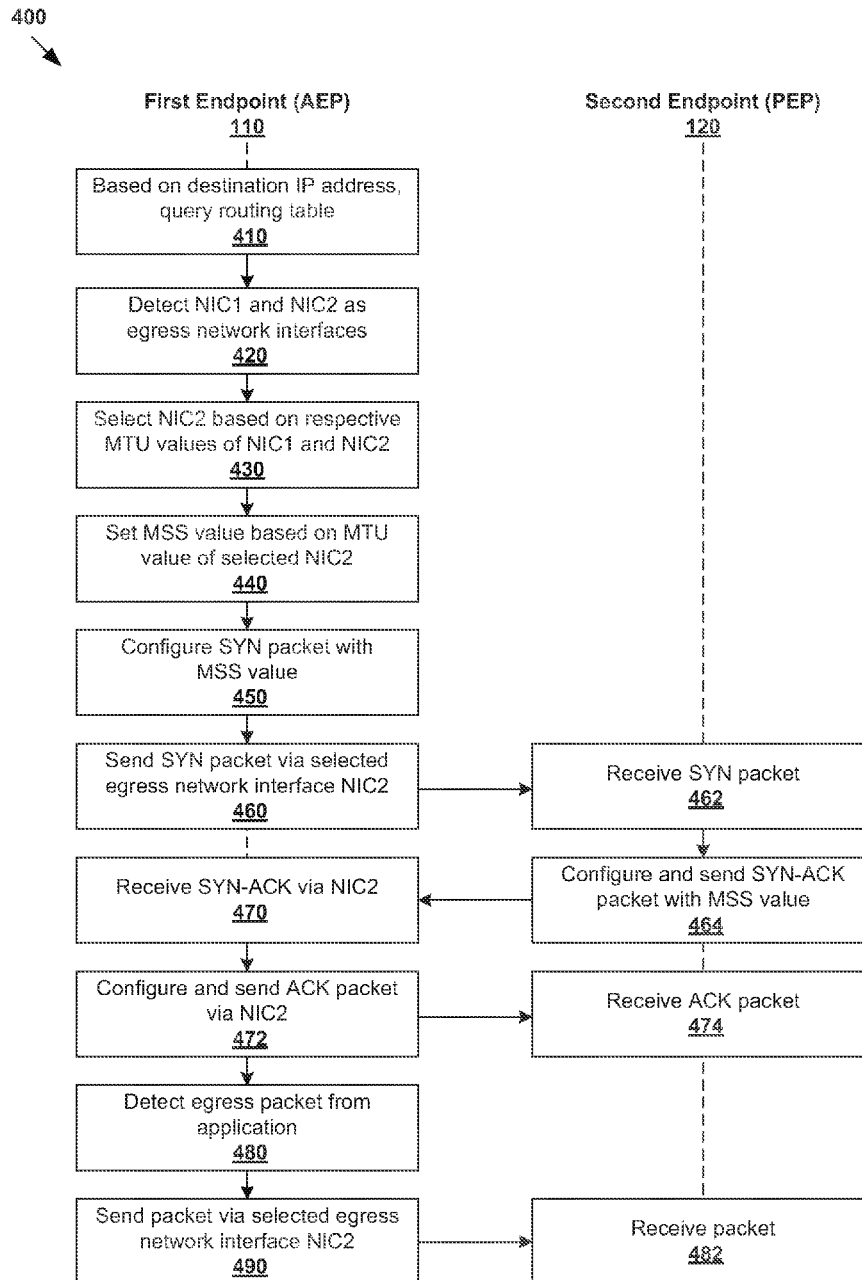 400
First Endpoint (AEP)
110
Second Endpoint (PEP)
120
Based on destination IP address,
query routing table
410
Detect NIC1 and NIC2 as
egress network interfaces
420
Select NIC2 based on respective
MTU values of NIC1 and NIC2
430
Set MSS value based on MTU
value of selected NIC2
440
Configure SYN packet with
MSS value
450
Send SYN packet via selected
egress network interface NIC2
460
Receive SYN packet
462
Receive SYN-ACK via NIC2
470
Configure and send SYN-ACK
packet with MSS value
464
Configure and send ACK packet
via NIC2
472
Receive ACK packet
474
Detect egress packet from
application
480
Send packet via selected egress
network interface NIC2
490
Receive packet
482